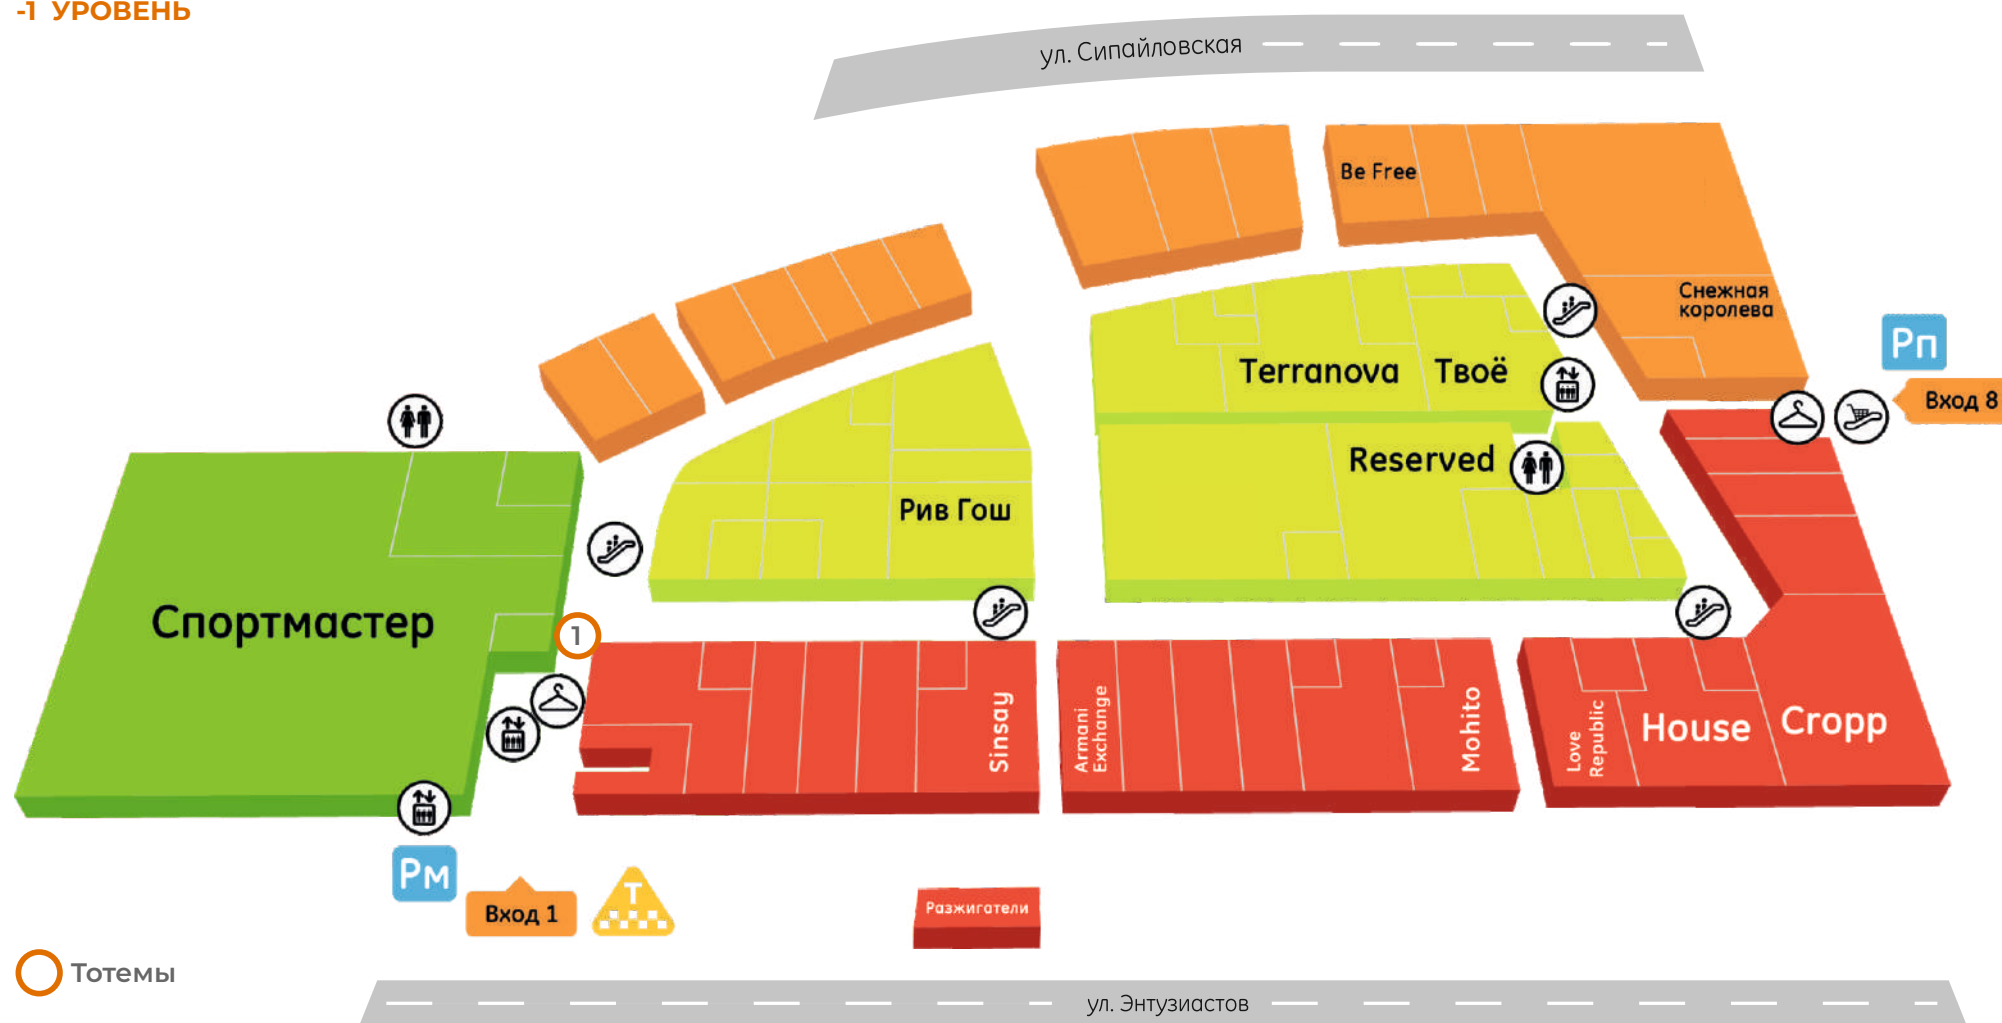 -1 УРОВЕНЬ
ул. Сипайловская
Be Free
Снежная
королева
Рп
Вход 8
Terranova
Твоё
Reserved
Рив Гош
Спортмастер
1
Sinsay
Armani
Exchange
Mohito
Love
Republic
House
Cropp
Рм
Вход 1
Т
Разжигатели
Тотемы
ул. Энтузиастов